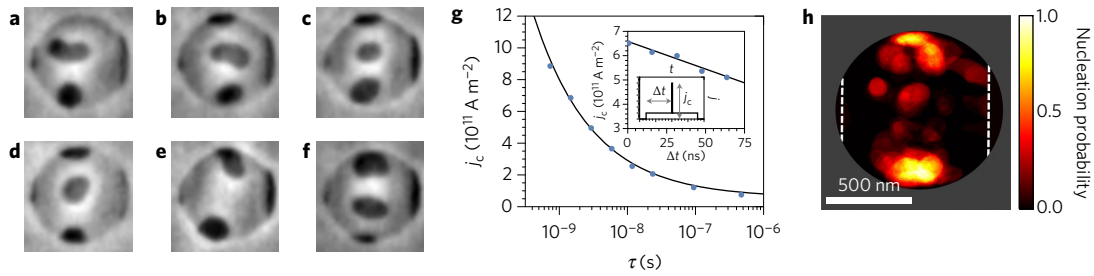 a
b
c
d
e
f
g
12
10
8
6
4
2
0
j_c (10^11 A m^−2)
10^−9
10^−8
10^−7
10^−6
τ (s)
7
6
5
4
3
j_c (10^11 A m^−2)
t
Δt
j_c
j
0
25
50
75
Δt (ns)
h
500 nm
1.0
0.5
0.0
Nucleation probability